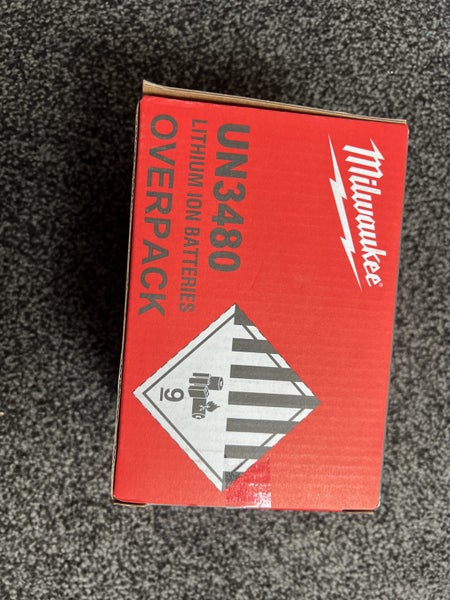 Milwaukee®
UN3480
LITHIUM ION BATTERIES
OVERPACK
9